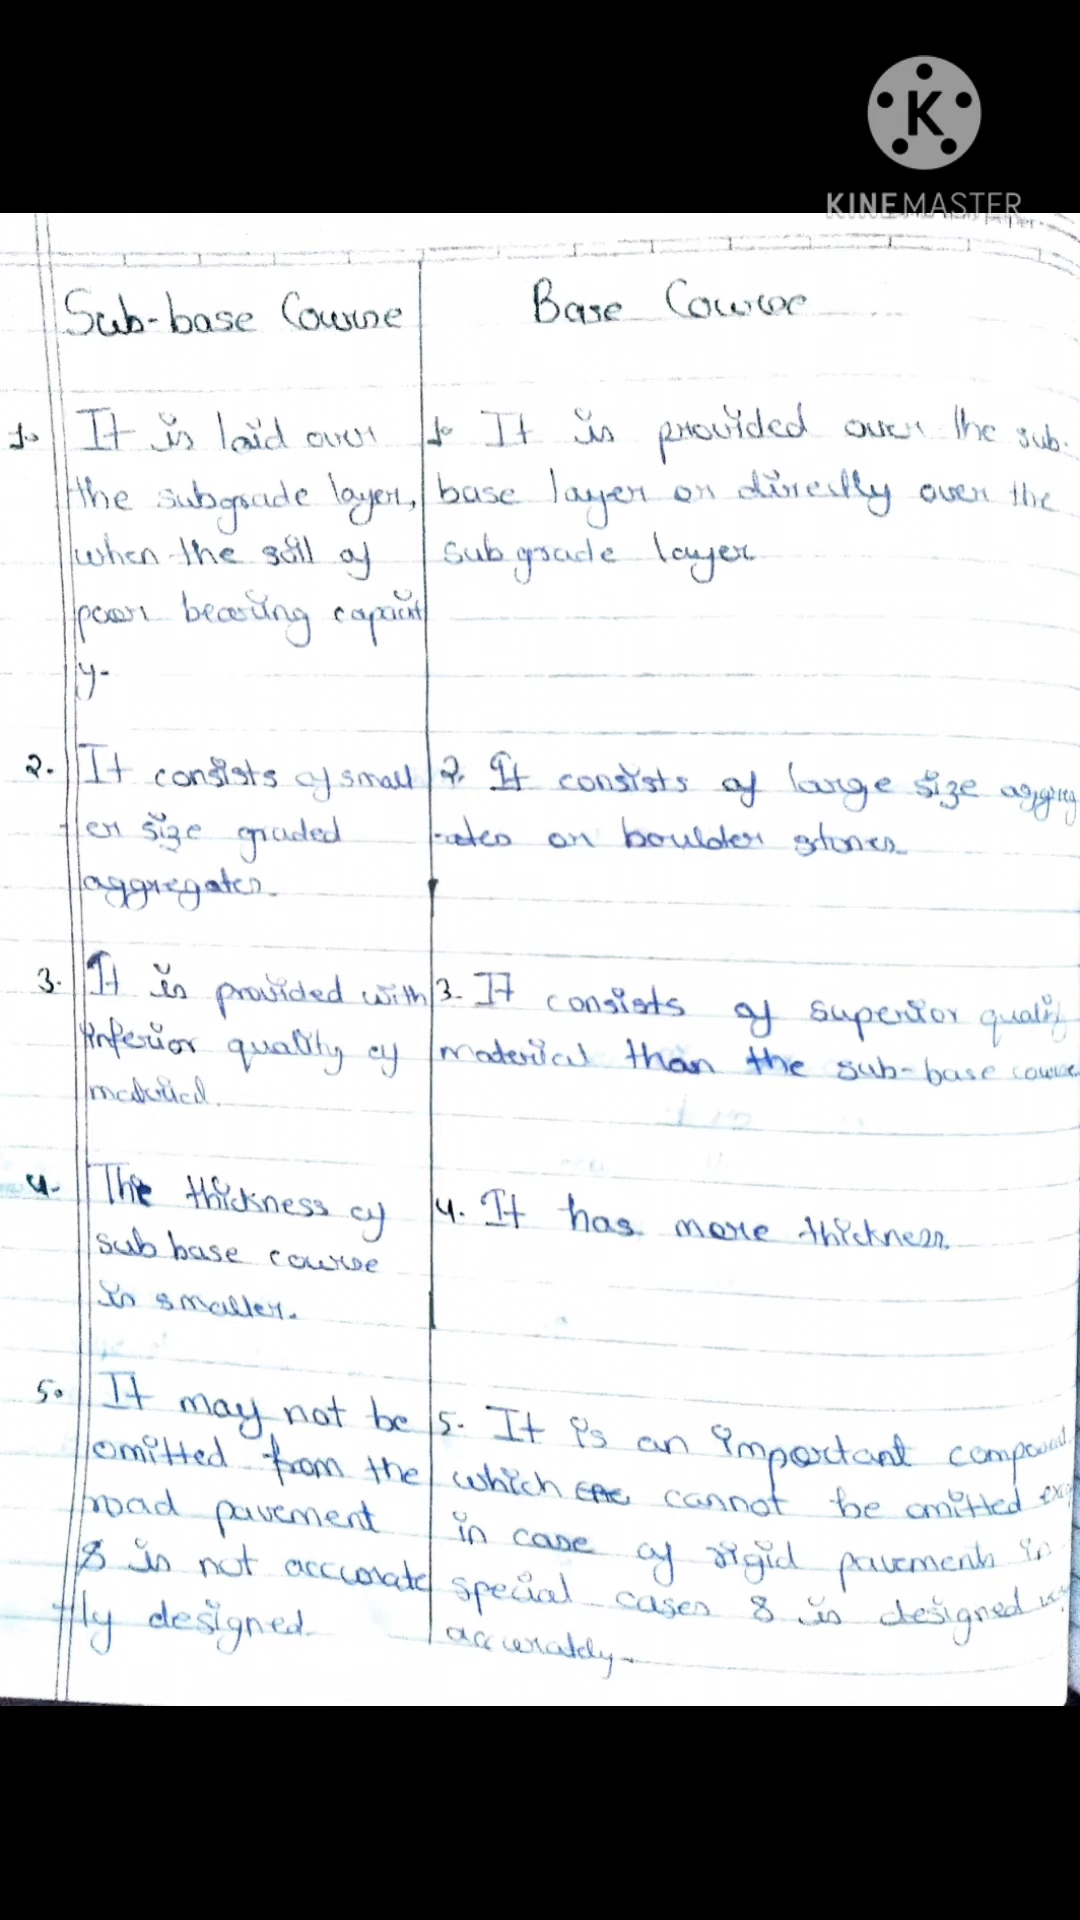 KINEMASTER
Sub-base Course
1. It is laid over
the subgrade layer,
when the soil of
poor bearing capacit
y-
2. It consists of small
er size graded
aggregates.
3. It is provided with
inferior quality of
material.
4. The thickness of
sub base course
is smaller.
5. It may not be
omitted from the
road pavement
& is not accurate
ly designed.
Base Course
1. It is provided over the sub-
base layer or directly over the
subgrade layer
2. It consists of large size aggreg
-ates or boulder stones
3- It consists of superior quality
material than the sub-base course
4. It has more thickness.
5- It is an important
which cannot be omitted
in case of rigid pavements in
special cases & is designed
accurately.